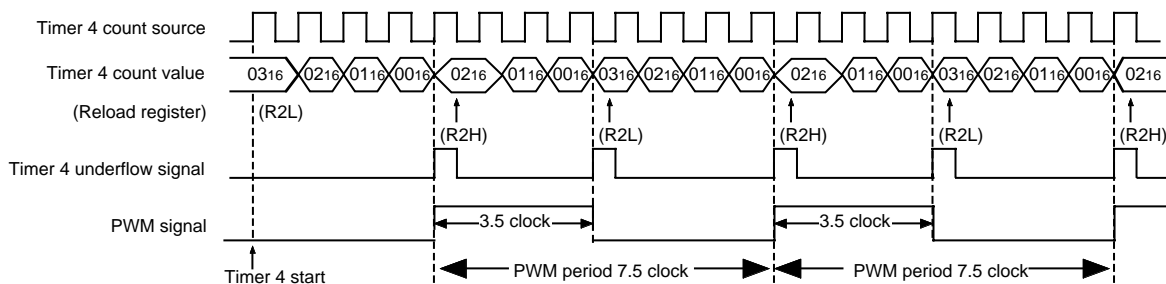 Timer 4 count source
Timer 4 count value
0316 0216 0116 0016 0216 0116 0016 0316 0216 0116 0016 0216 0116 0016 0316 0216 0116 0016 0216
(Reload register)
(R2L) (R2H) (R2L) (R2H) (R2L) (R2H)
Timer 4 underflow signal
PWM signal
3.5 clock 3.5 clock
Timer 4 start
PWM period 7.5 clock PWM period 7.5 clock